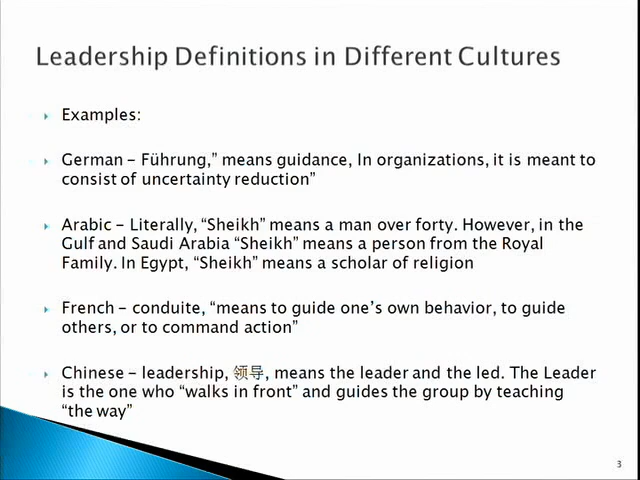 Leadership Definitions in Different Cultures
Examples:
German – Führung,” means guidance, In organizations, it is meant to
consist of uncertainty reduction”
Arabic – Literally, “Sheikh” means a man over forty. However, in the
Gulf and Saudi Arabia “Sheikh” means a person from the Royal
Family. In Egypt, “Sheikh” means a scholar of religion
French – conduite, “means to guide one’s own behavior, to guide
others, or to command action”
Chinese – leadership, 领导, means the leader and the led. The Leader
is the one who “walks in front” and guides the group by teaching
“the way”
3